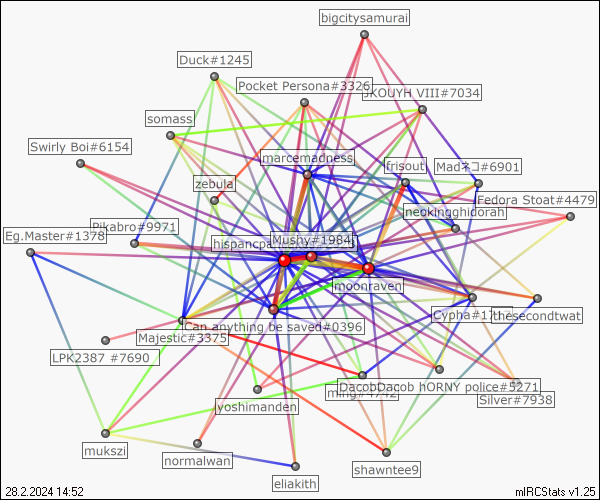 bigcitysamurai
Duck#1245
Pocket Persona#3326
JKOUYH VIII#7034
somass
Swirly Boi#6154
marcemadness
frisout
Madネコ#6901
zebula
Fedora Stoat#4479
neokingghidorah
Pikabro#9971
Eg.Master#1378
hispancpa
Mushy#1984
moonraven
Cypha#17
thesecondtwat
Can anything be saved#0396
Majestic#3375
LPK2387 #7690
DacobDacob hORNY police#5271
ming#4742
Silver#7938
yoshimanden
mukszi
normalwan
shawntee9
eliakith
28.2.2024 14:52
mIRCStats v1.25